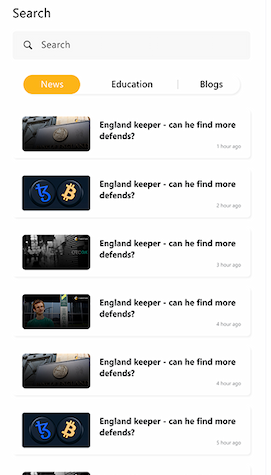 Search
Search
News Education Blogs
England keeper - can he find more
defends?
1 hour ago
England keeper - can he find more
defends?
2 hour ago
England keeper - can he find more
defends?
3 hour ago
England keeper - can he find more
defends?
4 hour ago
England keeper - can he find more
defends?
4 hour ago
England keeper - can he find more
defends?
5 hour ago